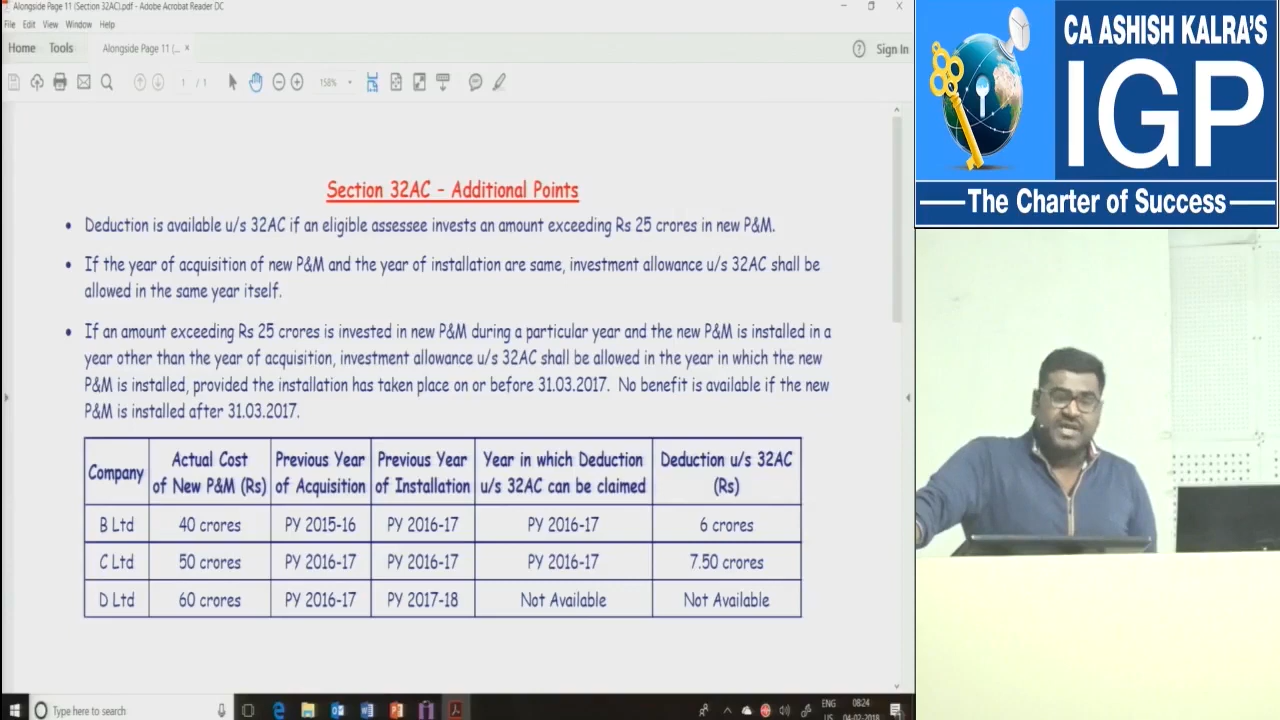 Alongside Page 11 (Section 32AC).pdf - Adobe Acrobat Reader DC
File Edit View Window Help
Home Tools Alongside Page 11 (... × Sign In
1 / 1 158%
Section 32AC – Additional Points
• Deduction is available u/s 32AC if an eligible assessee invests an amount exceeding Rs 25 crores in new P&M.
• If the year of acquisition of new P&M and the year of installation are same, investment allowance u/s 32AC shall be
allowed in the same year itself.
• If an amount exceeding Rs 25 crores is invested in new P&M during a particular year and the new P&M is installed in a
year other than the year of acquisition, investment allowance u/s 32AC shall be allowed in the year in which the new
P&M is installed, provided the installation has taken place on or before 31.03.2017. No benefit is available if the new
P&M is installed after 31.03.2017.
Company Actual Cost of New P&M (Rs) Previous Year of Acquisition Previous Year of Installation Year in which Deduction u/s 32AC can be claimed Deduction u/s 32AC (Rs)
B Ltd 40 crores PY 2015-16 PY 2016-17 PY 2016-17 6 crores
C Ltd 50 crores PY 2016-17 PY 2016-17 PY 2016-17 7.50 crores
D Ltd 60 crores PY 2016-17 PY 2017-18 Not Available Not Available
Type here to search
ENG 08:24
US 04-02-2018
CA ASHISH KALRA'S
IGP
The Charter of Success